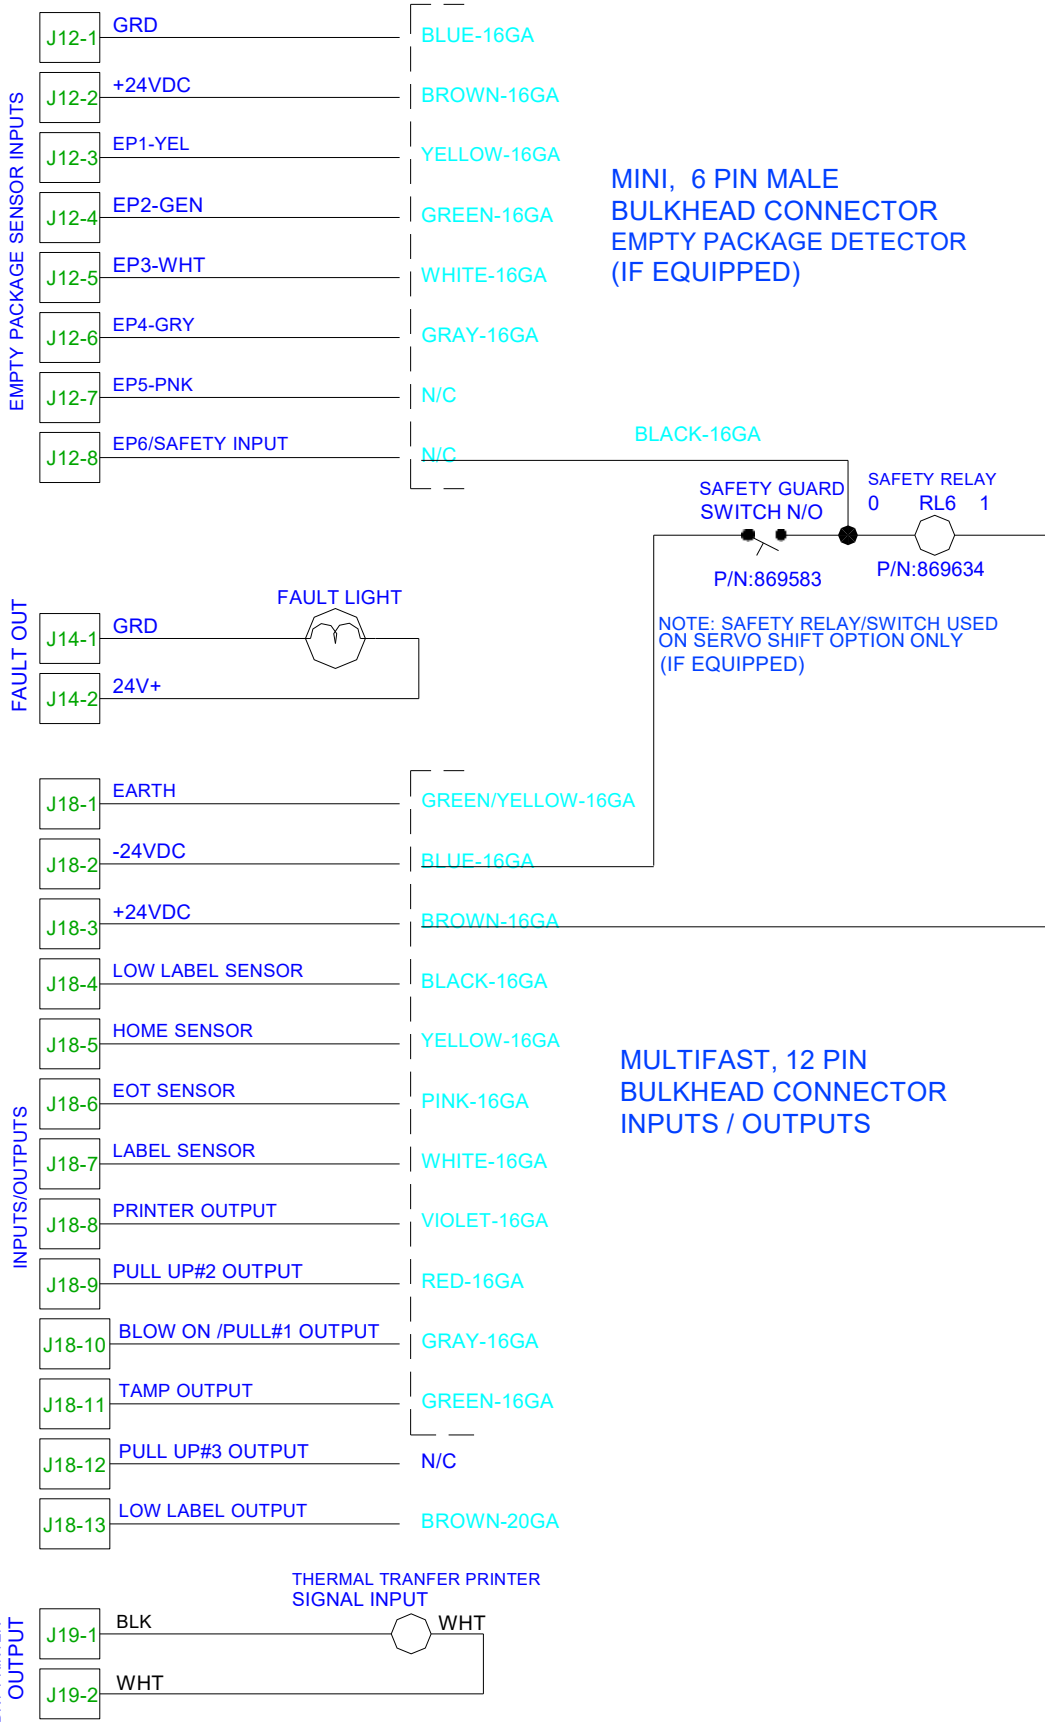 EMPTY PACKAGE SENSOR INPUTS
J12-1 GRD BLUE-16GA
J12-2 +24VDC BROWN-16GA
J12-3 EP1-YEL YELLOW-16GA
J12-4 EP2-GEN GREEN-16GA
J12-5 EP3-WHT WHITE-16GA
J12-6 EP4-GRY GRAY-16GA
J12-7 EP5-PNK N/C
J12-8 EP6/SAFETY INPUT N/C
MINI, 6 PIN MALE
BULKHEAD CONNECTOR
EMPTY PACKAGE DETECTOR
(IF EQUIPPED)
BLACK-16GA
SAFETY GUARD
SWITCH N/O
P/N:869583
SAFETY RELAY
0 RL6 1
P/N:869634
NOTE: SAFETY RELAY/SWITCH USED
ON SERVO SHIFT OPTION ONLY
(IF EQUIPPED)
FAULT OUT
FAULT LIGHT
J14-1 GRD
J14-2 24V+
INPUTS/OUTPUTS
J18-1 EARTH GREEN/YELLOW-16GA
J18-2 -24VDC BLUE-16GA
J18-3 +24VDC BROWN-16GA
J18-4 LOW LABEL SENSOR BLACK-16GA
J18-5 HOME SENSOR YELLOW-16GA
J18-6 EOT SENSOR PINK-16GA
J18-7 LABEL SENSOR WHITE-16GA
J18-8 PRINTER OUTPUT VIOLET-16GA
J18-9 PULL UP#2 OUTPUT RED-16GA
J18-10 BLOW ON /PULL#1 OUTPUT GRAY-16GA
J18-11 TAMP OUTPUT GREEN-16GA
J18-12 PULL UP#3 OUTPUT N/C
J18-13 LOW LABEL OUTPUT BROWN-20GA
MULTIFAST, 12 PIN
BULKHEAD CONNECTOR
INPUTS / OUTPUTS
OUTPUT
THERMAL TRANFER PRINTER
SIGNAL INPUT
J19-1 BLK WHT
J19-2 WHT